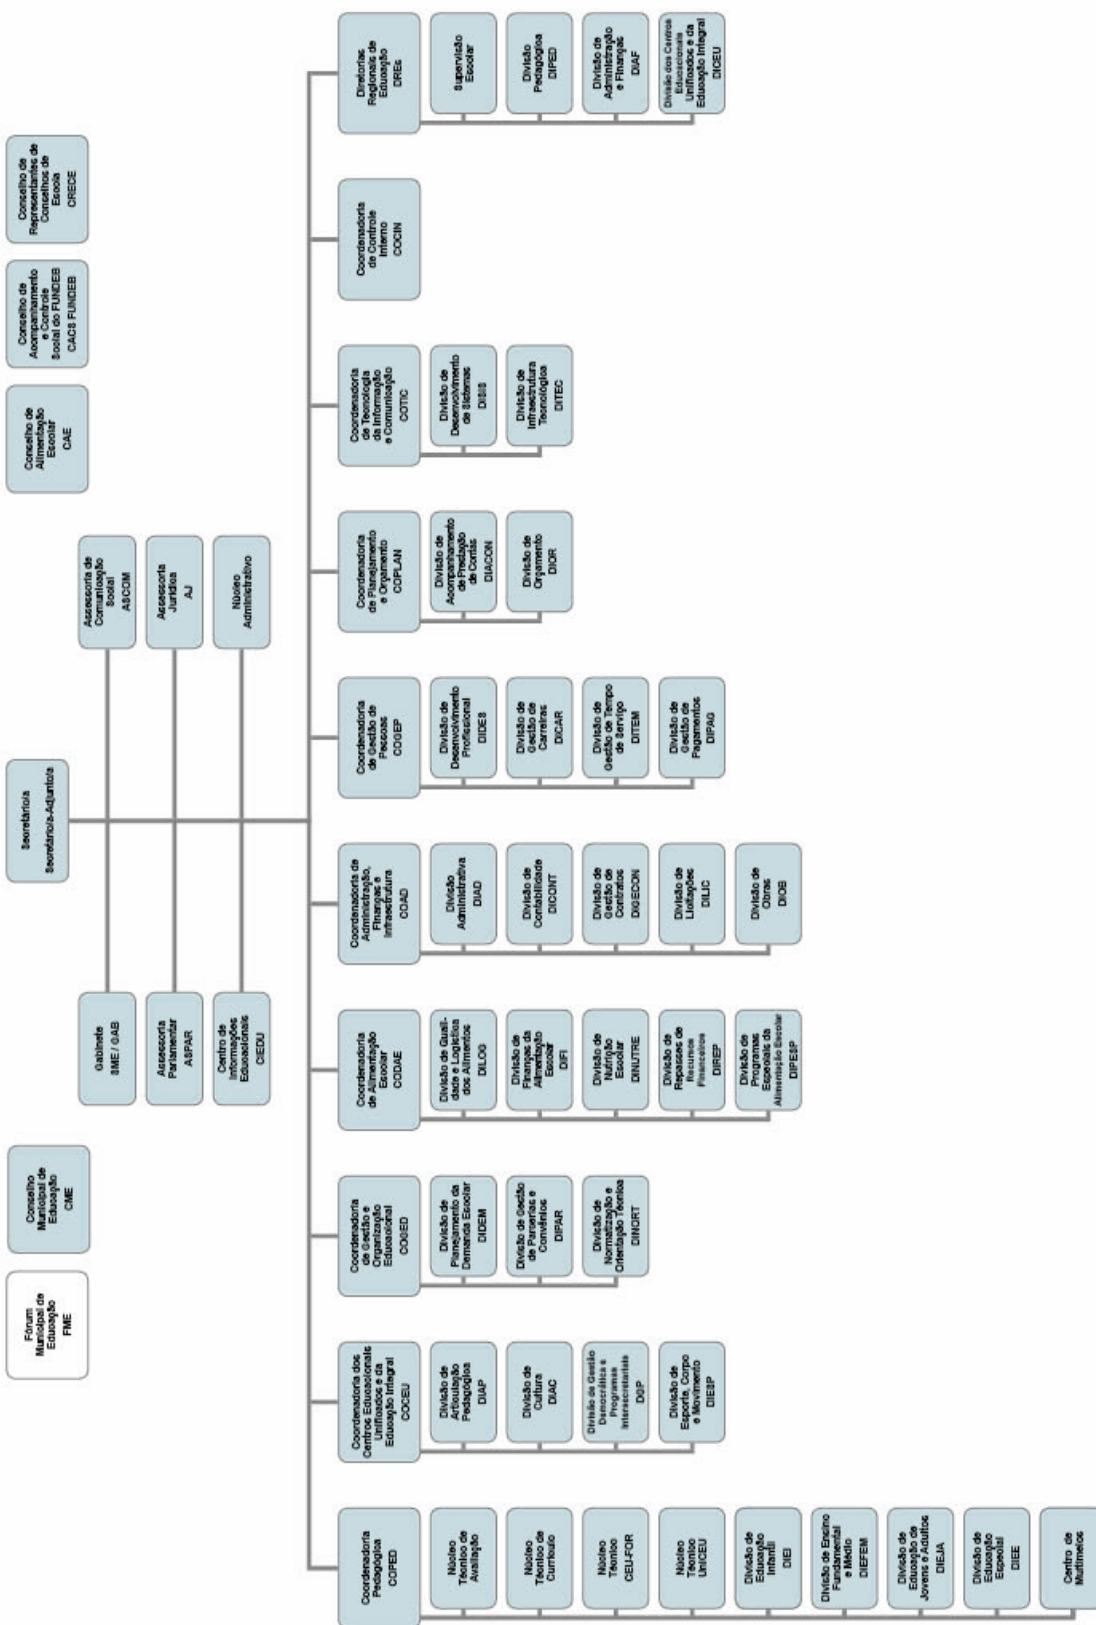 Fórum
Municipal de
Educação
FME
Conselho
Municipal de
Educação
CME
Secretário/a
Secretário/a-Adjunto/a
Conselho de
Alimentação
Escolar
CAE
Conselho de
Acompanhamento
e Controle
Social do FUNDEB
CACS FUNDEB
Conselho de
Representantes de
Conselhos de
Escola
CRECE
Gabinete
SME / GAB
Assessoria de
Comunicação
Social
ASCOM
Assessoria
Parlamentar
ASPAR
Assessoria
Jurídica
AJ
Centro de
Informações
Educacionais
CIEDU
Núcleo
Administrativo
Coordenadoria
Pedagógica
COPED
Núcleo
Técnico de
Avaliação
Núcleo
Técnico de
Currículo
Núcleo
Técnico
CEU-FOR
Núcleo
Técnico
UniCEU
Divisão de
Educação
Infantil
DIEI
Divisão de Ensino
Fundamental
e Médio
DIEFEM
Divisão de
Educação de
Jovens e Adultos
DIEJA
Divisão de
Educação
Especial
DIEE
Centro de
Multimeios
Coordenadoria dos
Centros Educacionais
Unificados e da
Educação Integral
COCEU
Divisão de
Articulação
Pedagógica
DIAP
Divisão de
Cultura
DIAC
Divisão de Gestão
Democrática e
Programas
Intersecretariais
DGP
Divisão de
Esporte, Corpo
e Movimento
DIESP
Coordenadoria
de Gestão e
Organização
Educacional
COGED
Divisão de
Planejamento da
Demanda Escolar
DIDEM
Divisão de Gestão
de Parcerias e
Convênios
DIPAR
Divisão de
Normatização e
Orientação Técnica
DINORT
Coordenadoria
de Alimentação
Escolar
CODAE
Divisão de Quali-
dade e Logística
dos Alimentos
DILOG
Divisão de
Finanças da
Alimentação
Escolar
DIFI
Divisão de
Nutrição
Escolar
DINUTRE
Divisão de
Repasses de
Recursos
Financeiros
DIREP
Divisão de
Programas
Especiais da
Alimentação Escolar
DIPESP
Coordenadoria de
Administração,
Finanças e
Infraestrutura
COAD
Divisão
Administrativa
DIAD
Divisão de
Contabilidade
DICONT
Divisão de
Gestão de
Contratos
DIGECON
Divisão de
Licitações
DILIC
Divisão de
Obras
DIOB
Coordenadoria
de Gestão de
Pessoas
COGEP
Divisão de
Desenvolvimento
Profissional
DIDES
Divisão de
Gestão de
Carreiras
DICAR
Divisão de
Gestão de Tempo
de Serviço
DITEM
Divisão de
Gestão de
Pagamentos
DIPAG
Coordenadoria
de Planejamento
e Orçamento
COPLAN
Divisão de
Acompanhamento
de Prestação
de Contas
DIACON
Divisão de
Orçamento
DIOR
Coordenadoria
de Tecnologia
da Informação
e Comunicação
COTIC
Divisão de
Desenvolvimento
de Sistemas
DISIS
Divisão de
Infraestrutura
Tecnológica
DITEC
Coordenadoria
de Controle
Interno
COCIN
Diretorias
Regionais de
Educação
DREs
Supervisão
Escolar
Divisão
Pedagógica
DIPED
Divisão de
Administração
e Finanças
DIAF
Divisão dos Centros
Educacionais
Unificados e da
Educação Integral
DICEU